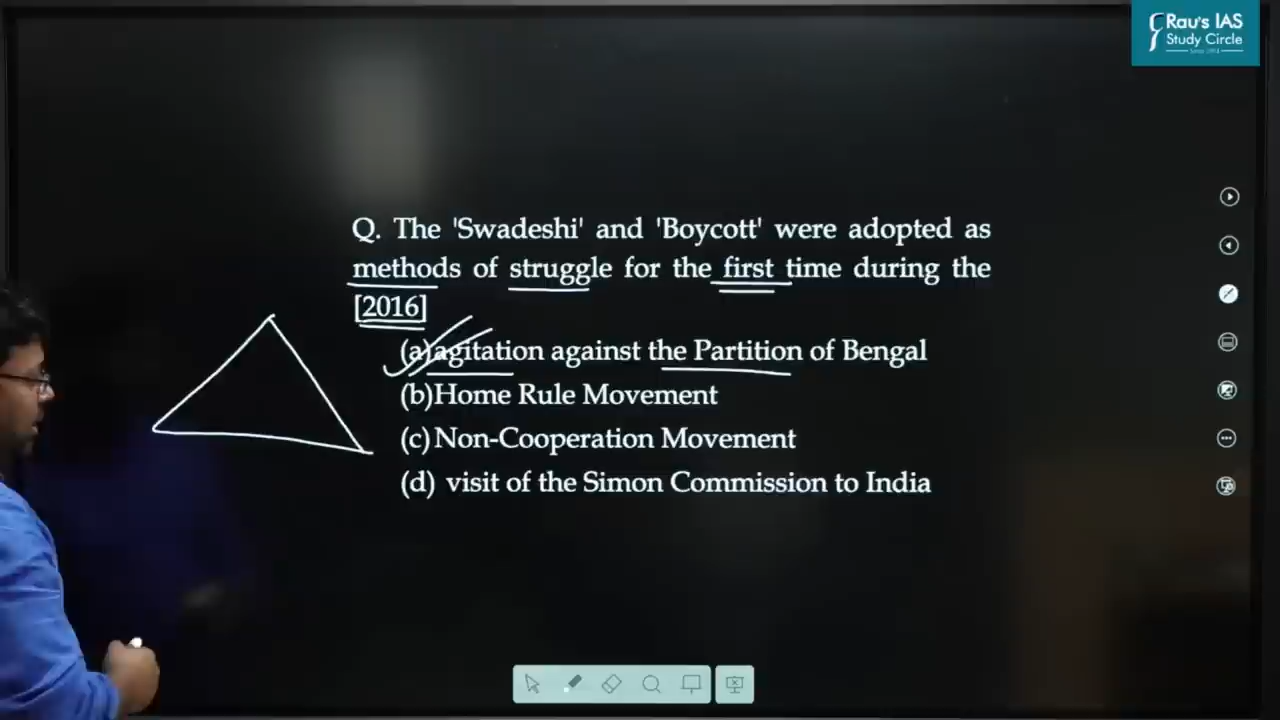 Rau's IAS
Study Circle
Q. The 'Swadeshi' and 'Boycott' were adopted as
methods of struggle for the first time during the
[2016]
(a)agitation against the Partition of Bengal
(b)Home Rule Movement
(c) Non-Cooperation Movement
(d) visit of the Simon Commission to India